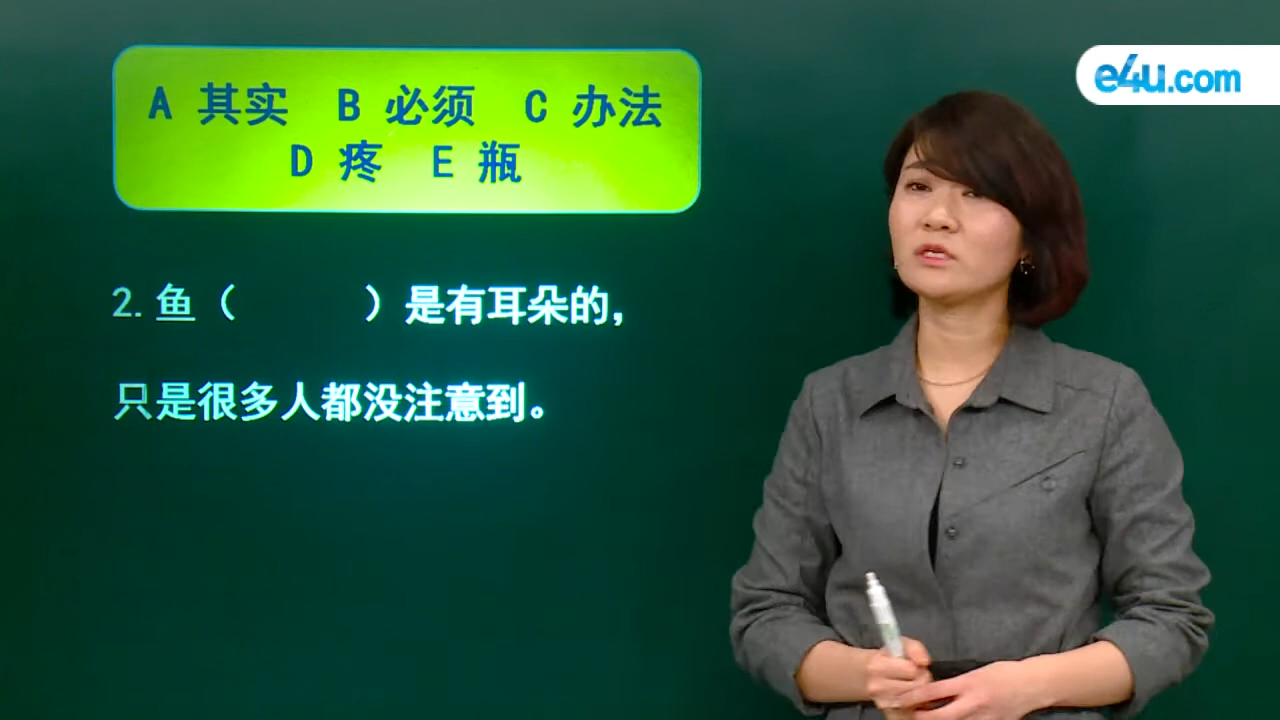 e4u.com
A 其实 B 必须 C 办法
D 疼 E 瓶
2. 鱼（ ）是有耳朵的，
只是很多人都没注意到。